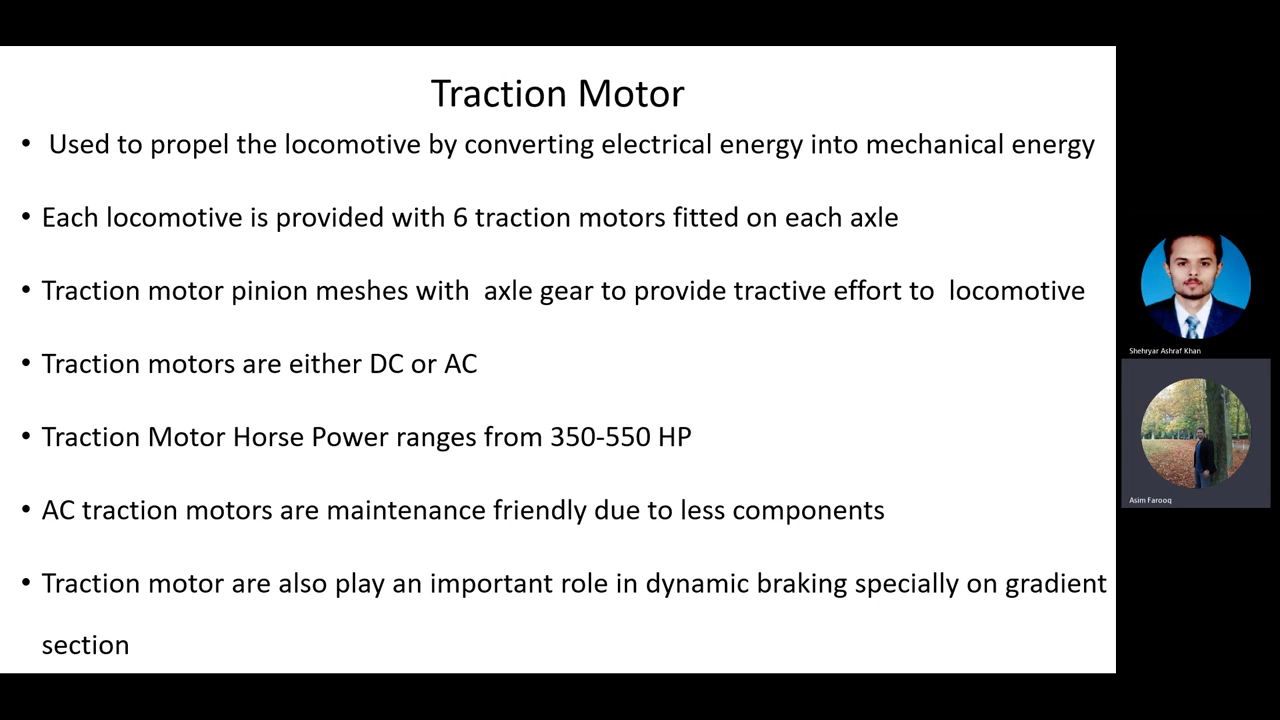 Traction Motor
• Used to propel the locomotive by converting electrical energy into mechanical energy
• Each locomotive is provided with 6 traction motors fitted on each axle
• Traction motor pinion meshes with axle gear to provide tractive effort to locomotive
• Traction motors are either DC or AC
• Traction Motor Horse Power ranges from 350-550 HP
• AC traction motors are maintenance friendly due to less components
• Traction motor are also play an important role in dynamic braking specially on gradient
section
Shehryar Ashraf Khan
Asim Farooq